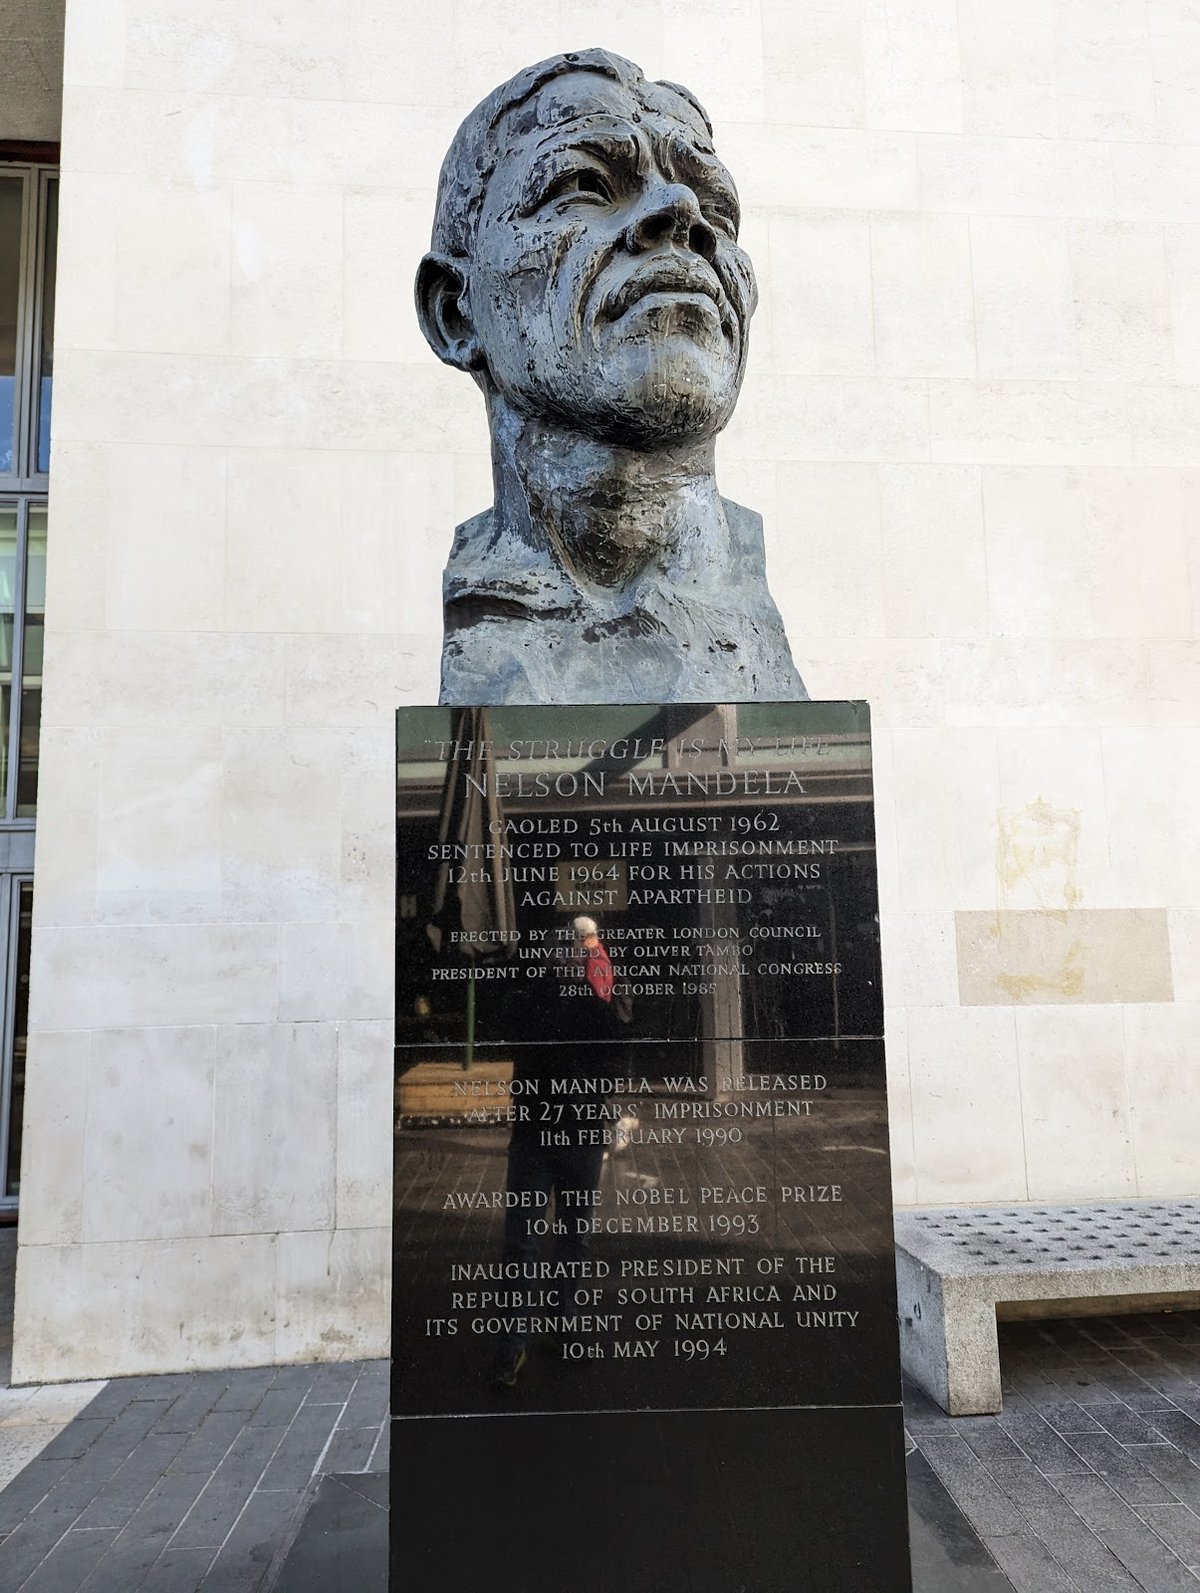 "THE STRUGGLE IS MY LIFE"
NELSON MANDELA
GAOLED 5th AUGUST 1962
SENTENCED TO LIFE IMPRISONMENT
12th JUNE 1964 FOR HIS ACTIONS
AGAINST APARTHEID
ERECTED BY THE GREATER LONDON COUNCIL
UNVEILED BY OLIVER TAMBO
PRESIDENT OF THE AFRICAN NATIONAL CONGRESS
28th OCTOBER 1985
NELSON MANDELA WAS RELEASED
AFTER 27 YEARS' IMPRISONMENT
11th FEBRUARY 1990
AWARDED THE NOBEL PEACE PRIZE
10th DECEMBER 1993
INAUGURATED PRESIDENT OF THE
REPUBLIC OF SOUTH AFRICA AND
ITS GOVERNMENT OF NATIONAL UNITY
10th MAY 1994